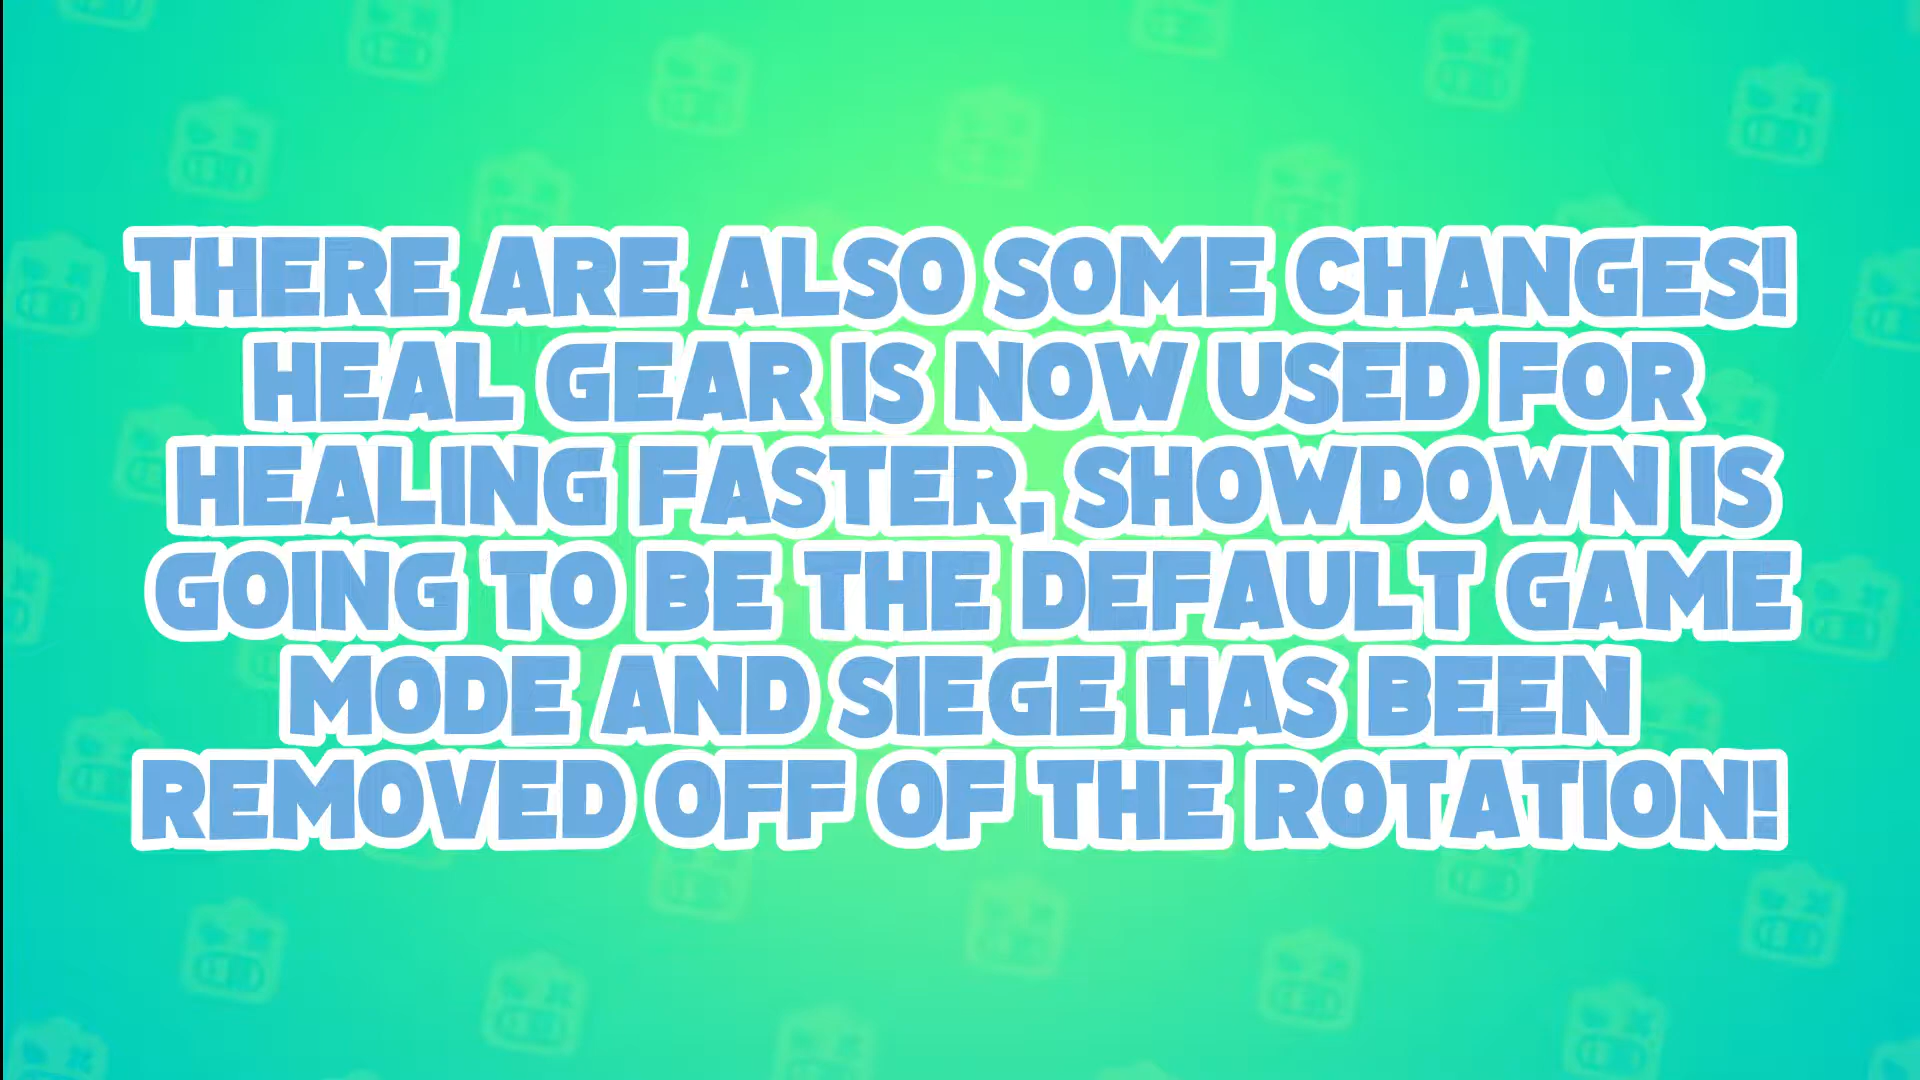 THERE ARE ALSO SOME CHANGES!
HEAL GEAR IS NOW USED FOR
HEALING FASTER, SHOWDOWN IS
GOING TO BE THE DEFAULT GAME
MODE AND SIEGE HAS BEEN
REMOVED OFF OF THE ROTATION!